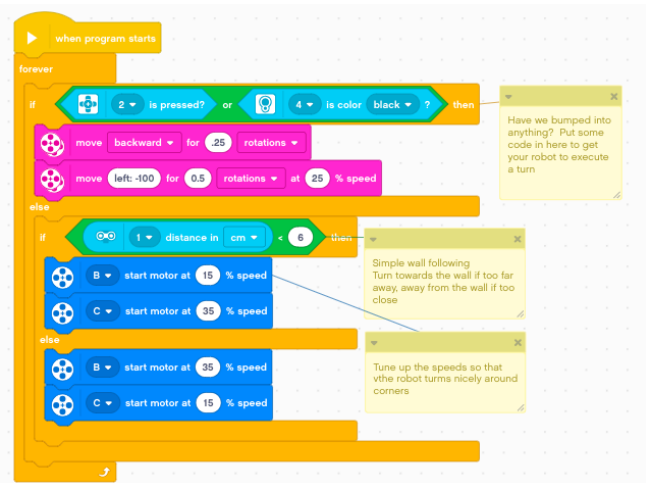 when program starts
forever
if 2 is pressed? or 4 is color black ? then
Have we bumped into
anything? Put some
code in here to get
your robot to execute
a turn
move backward for .25 rotations
move left: -100 for 0.5 rotations at 25 % speed
else
if 1 distance in cm < 6 then
Simple wall following
Turn towards the wall if too far
away, away from the wall if too
close
B start motor at 15 % speed
C start motor at 35 % speed
else
Tune up the speeds so that
vthe robot turns nicely around
corners
B start motor at 35 % speed
C start motor at 15 % speed